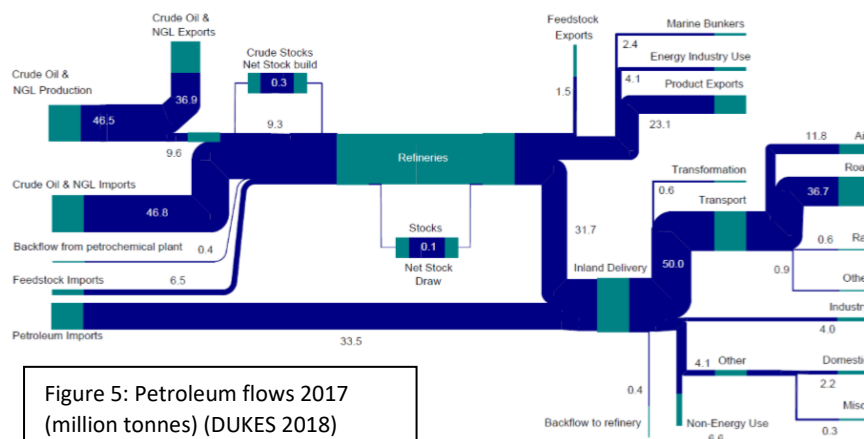 Crude Oil &
NGL Exports
Feedstock
Exports
Marine Bunkers
2.4
Crude Stocks
Net Stock build
0.3
Energy Industry Use
4.1
Product Exports
Crude Oil &
NGL Production
36.9
46.5
1.5
9.3
23.1
11.8
9.6
Refineries
Transformation
0.6
Transport
36.7
Crude Oil & NGL Imports
46.8
Stocks
0.1
Net Stock
Draw
31.7
0.6
Backflow from petrochemical plant
0.4
Inland Delivery
50.0
0.9
Feedstock Imports
6.5
Industry
4.0
Petroleum Imports
33.5
4.1
Other
Domestic
2.2
0.4
Backflow to refinery
Non-Energy Use
0.3
Figure 5: Petroleum flows 2017
(million tonnes) (DUKES 2018)